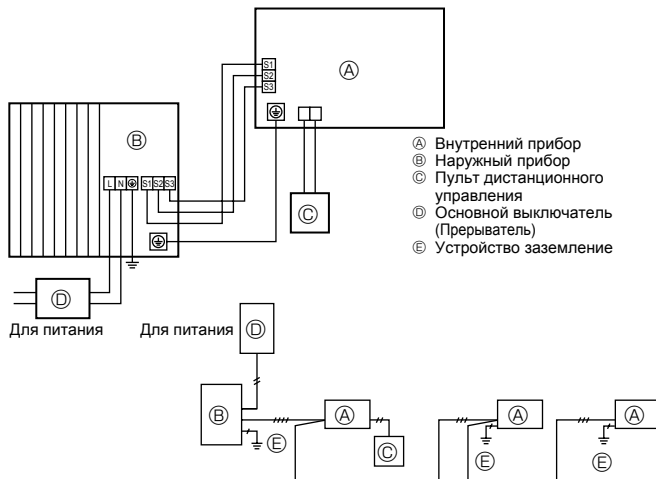 S1
S2
S3
Ⓐ
Ⓑ
L N S1 S2 S3
Ⓒ
Ⓐ Внутренний прибор
Ⓑ Наружный прибор
Ⓒ Пульт дистанционного
управления
Ⓓ Основной выключатель
(Прерыватель)
Ⓔ Устройство заземление
Ⓓ
Для питания
Для питания Ⓓ
Ⓑ Ⓔ Ⓐ Ⓒ
Ⓐ Ⓔ
Ⓐ Ⓔ